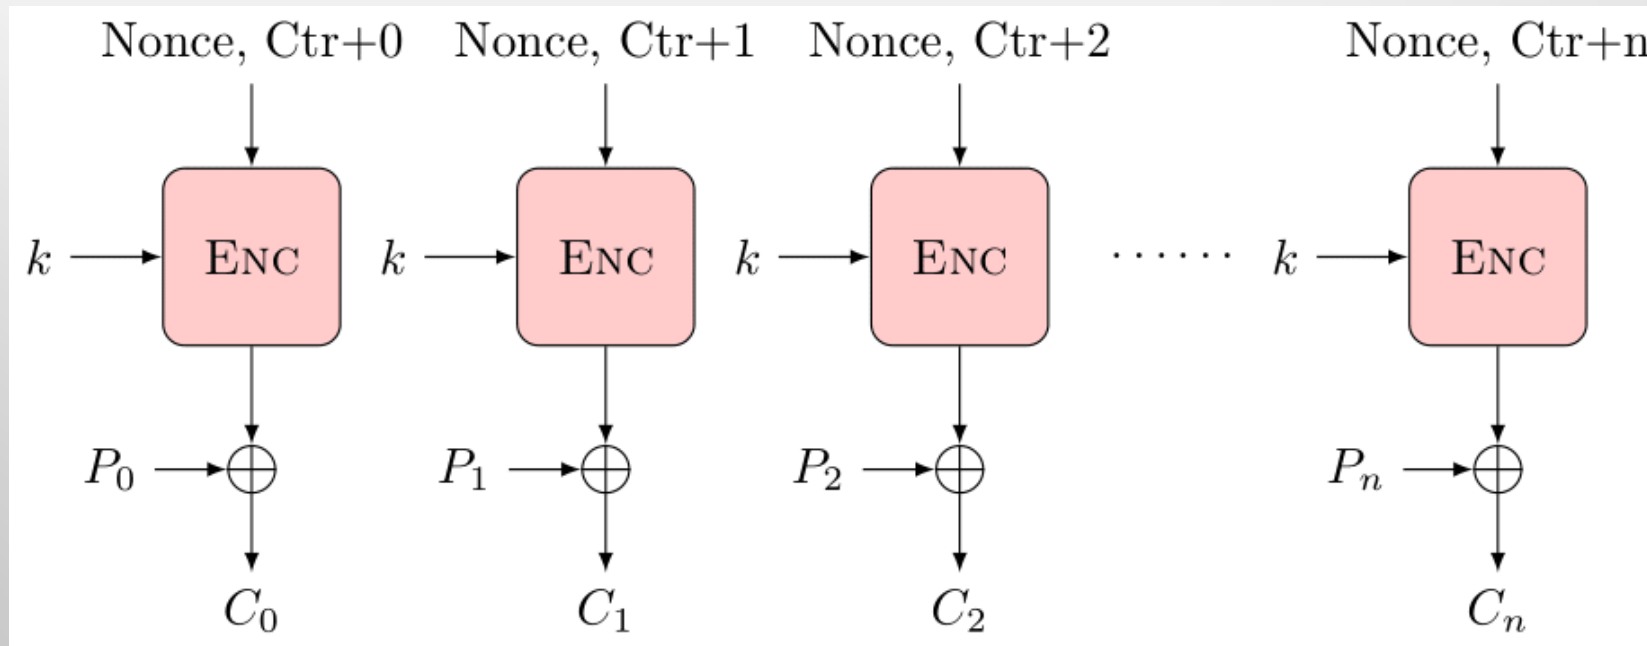 Nonce, Ctr+0 Nonce, Ctr+1 Nonce, Ctr+2 Nonce, Ctr+n
k ENC k ENC k ENC ...... k ENC
P₀ P₁ P₂ Pₙ
C₀ C₁ C₂ Cₙ